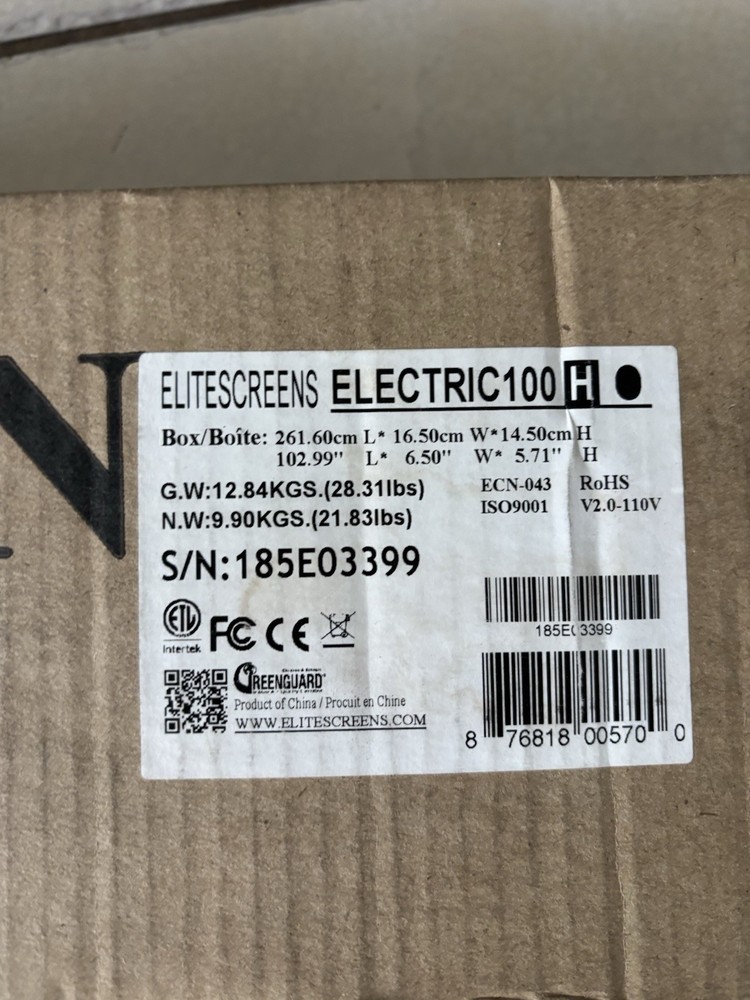 N
ELITESCREENS ELECTRIC100 H
Box/Boîte: 261.60cm L* 16.50cm W*14.50cm H
102.99" L* 6.50" W* 5.71" H
G.W:12.84KGS.(28.31lbs) ECN-043 RoHS
N.W:9.90KGS.(21.83lbs) ISO9001 V2.0-110V
S/N:185E03399
185E03399
ETL
Intertek
FC CE
GREENGUARD
Product of China / Procuit en Chine
WWW.ELITESCREENS.COM
8 76818 00570 0